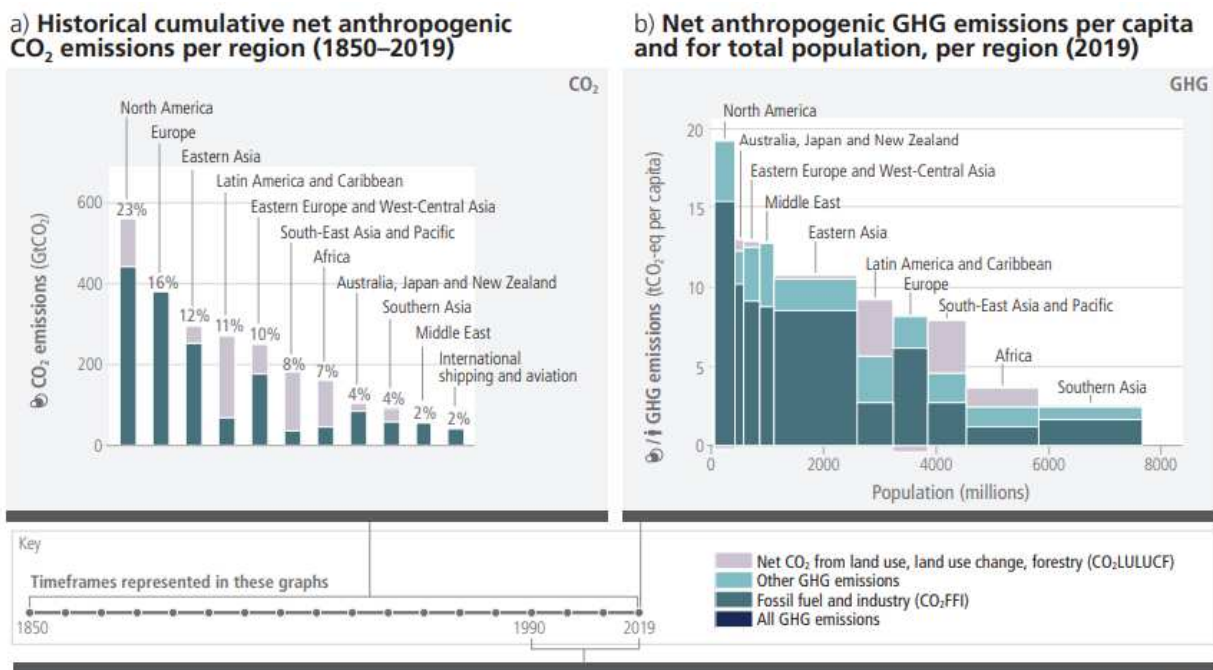 a) Historical cumulative net anthropogenic
CO₂ emissions per region (1850–2019)
CO₂
North America
Europe
Eastern Asia
Latin America and Caribbean
Eastern Europe and West-Central Asia
South-East Asia and Pacific
Africa
Australia, Japan and New Zealand
Southern Asia
Middle East
International
shipping and aviation
600
400
200
0
CO₂ emissions (GtCO₂)
23%
16%
12%
11%
10%
8%
7%
4%
4%
2%
2%
b) Net anthropogenic GHG emissions per capita
and for total population, per region (2019)
GHG
North America
Australia, Japan and New Zealand
Eastern Europe and West-Central Asia
Middle East
Eastern Asia
Latin America and Caribbean
Europe
South-East Asia and Pacific
Africa
Southern Asia
20
15
10
5
0
/ GHG emissions (tCO₂-eq per capita)
0 2000 4000 6000 8000
Population (millions)
Key
Timeframes represented in these graphs
1850 1990 2019
Net CO₂ from land use, land use change, forestry (CO₂LULUCF)
Other GHG emissions
Fossil fuel and industry (CO₂FFI)
All GHG emissions